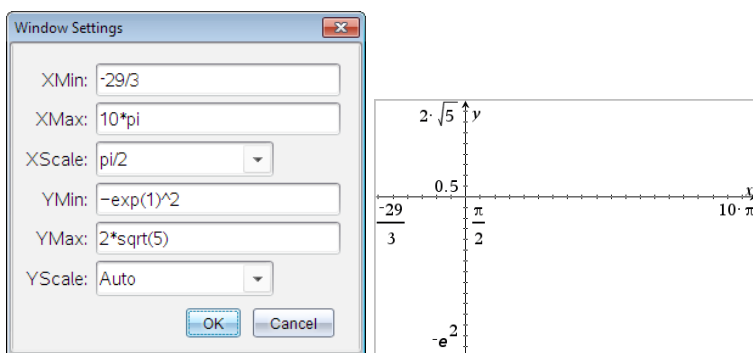 Window Settings
XMin: -29/3
XMax: 10*pi
XScale: pi/2
YMin: −exp(1)^2
YMax: 2*sqrt(5)
YScale: Auto
OK Cancel
2·√5 y
0.5 x
-29/3 π/2 10·π
-e²